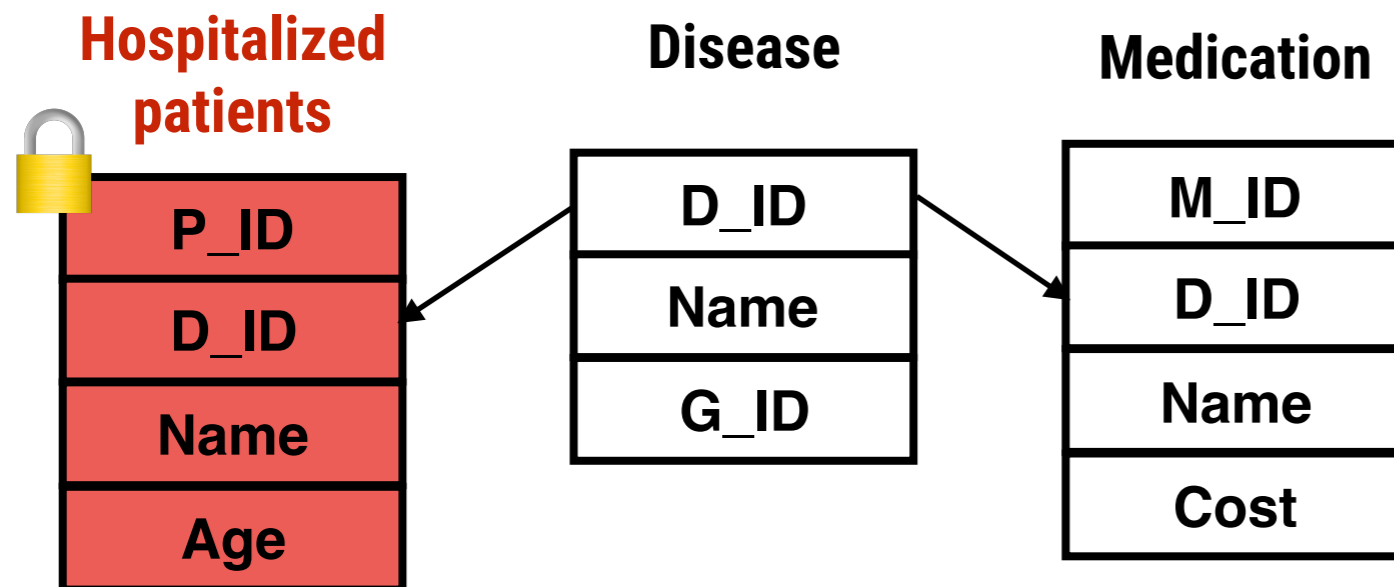 Hospitalized
patients
P_ID
D_ID
Name
Age
Disease
D_ID
Name
G_ID
Medication
M_ID
D_ID
Name
Cost